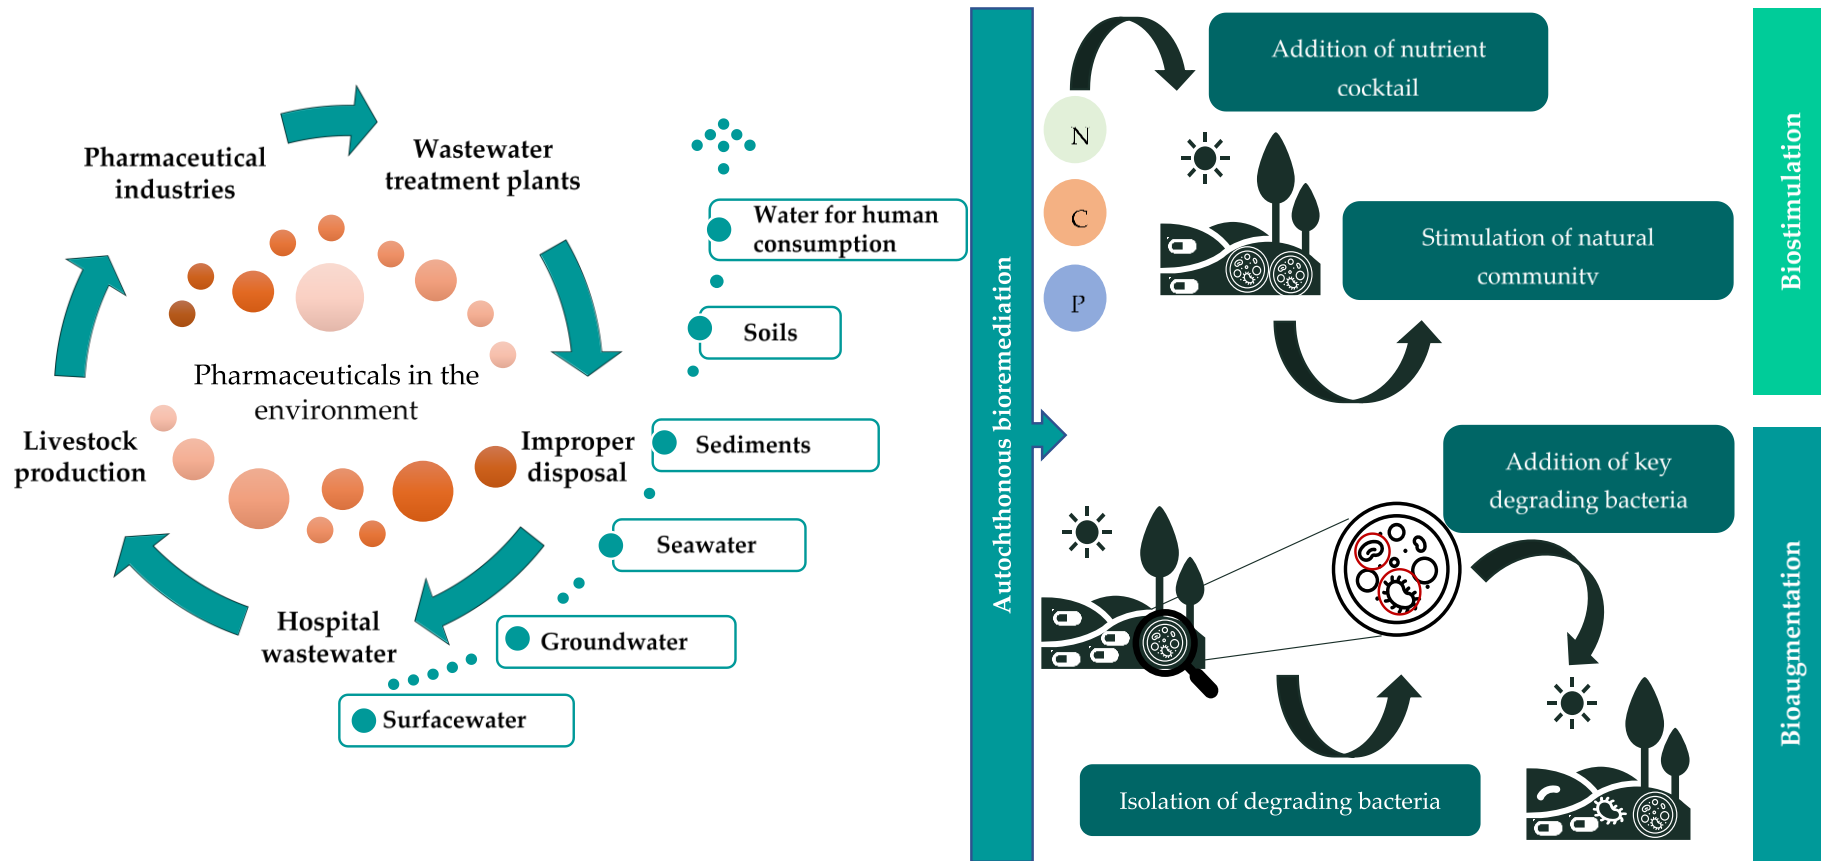 Pharmaceutical
industries
Wastewater
treatment plants
Pharmaceuticals in the
environment
Livestock
production
Improper
disposal
Hospital
wastewater
Water for human
consumption
Soils
Sediments
Seawater
Groundwater
Surfacewater
Autochthonous bioremediation
N
C
P
Addition of nutrient
cocktail
Stimulation of natural
community
Biostimulation
Addition of key
degrading bacteria
Isolation of degrading bacteria
Bioaugmentation